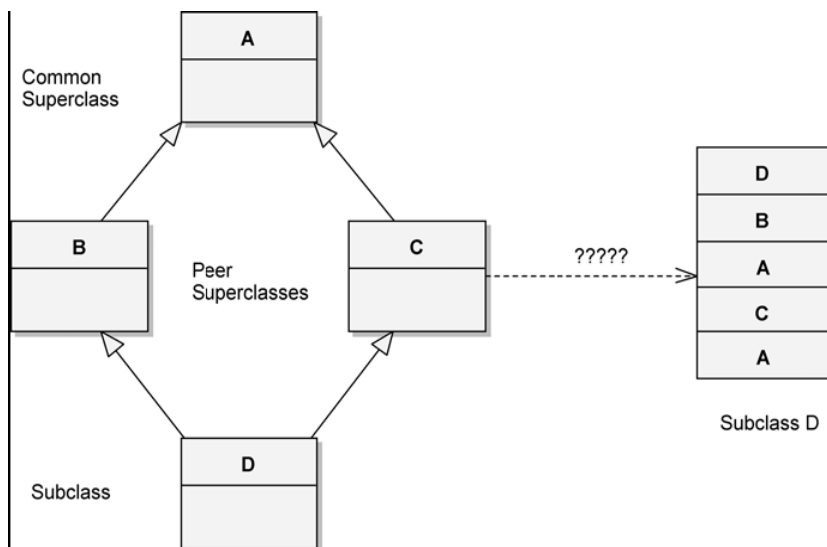 A
Common
Superclass
B
Peer
Superclasses
C
?????
D
B
A
C
A
Subclass D
D
Subclass